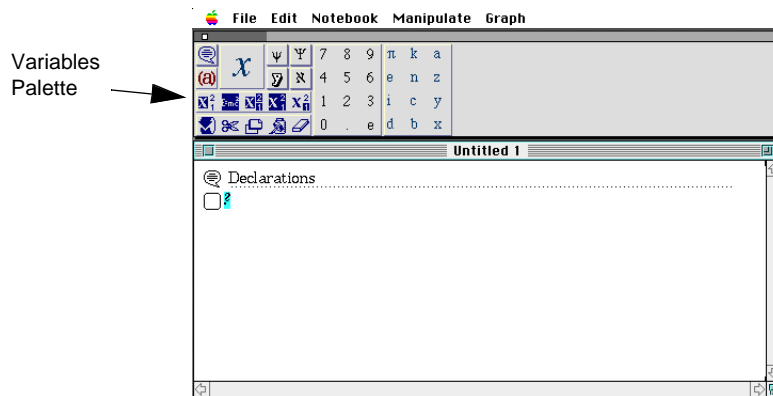 File Edit Notebook Manipulate Graph
Variables
Palette
x ψ Ψ 7 8 9 π k a
(a) ℵ 4 5 6 e n z
1 2 3 i c y
0 . e d b x
Untitled 1
Declarations
?